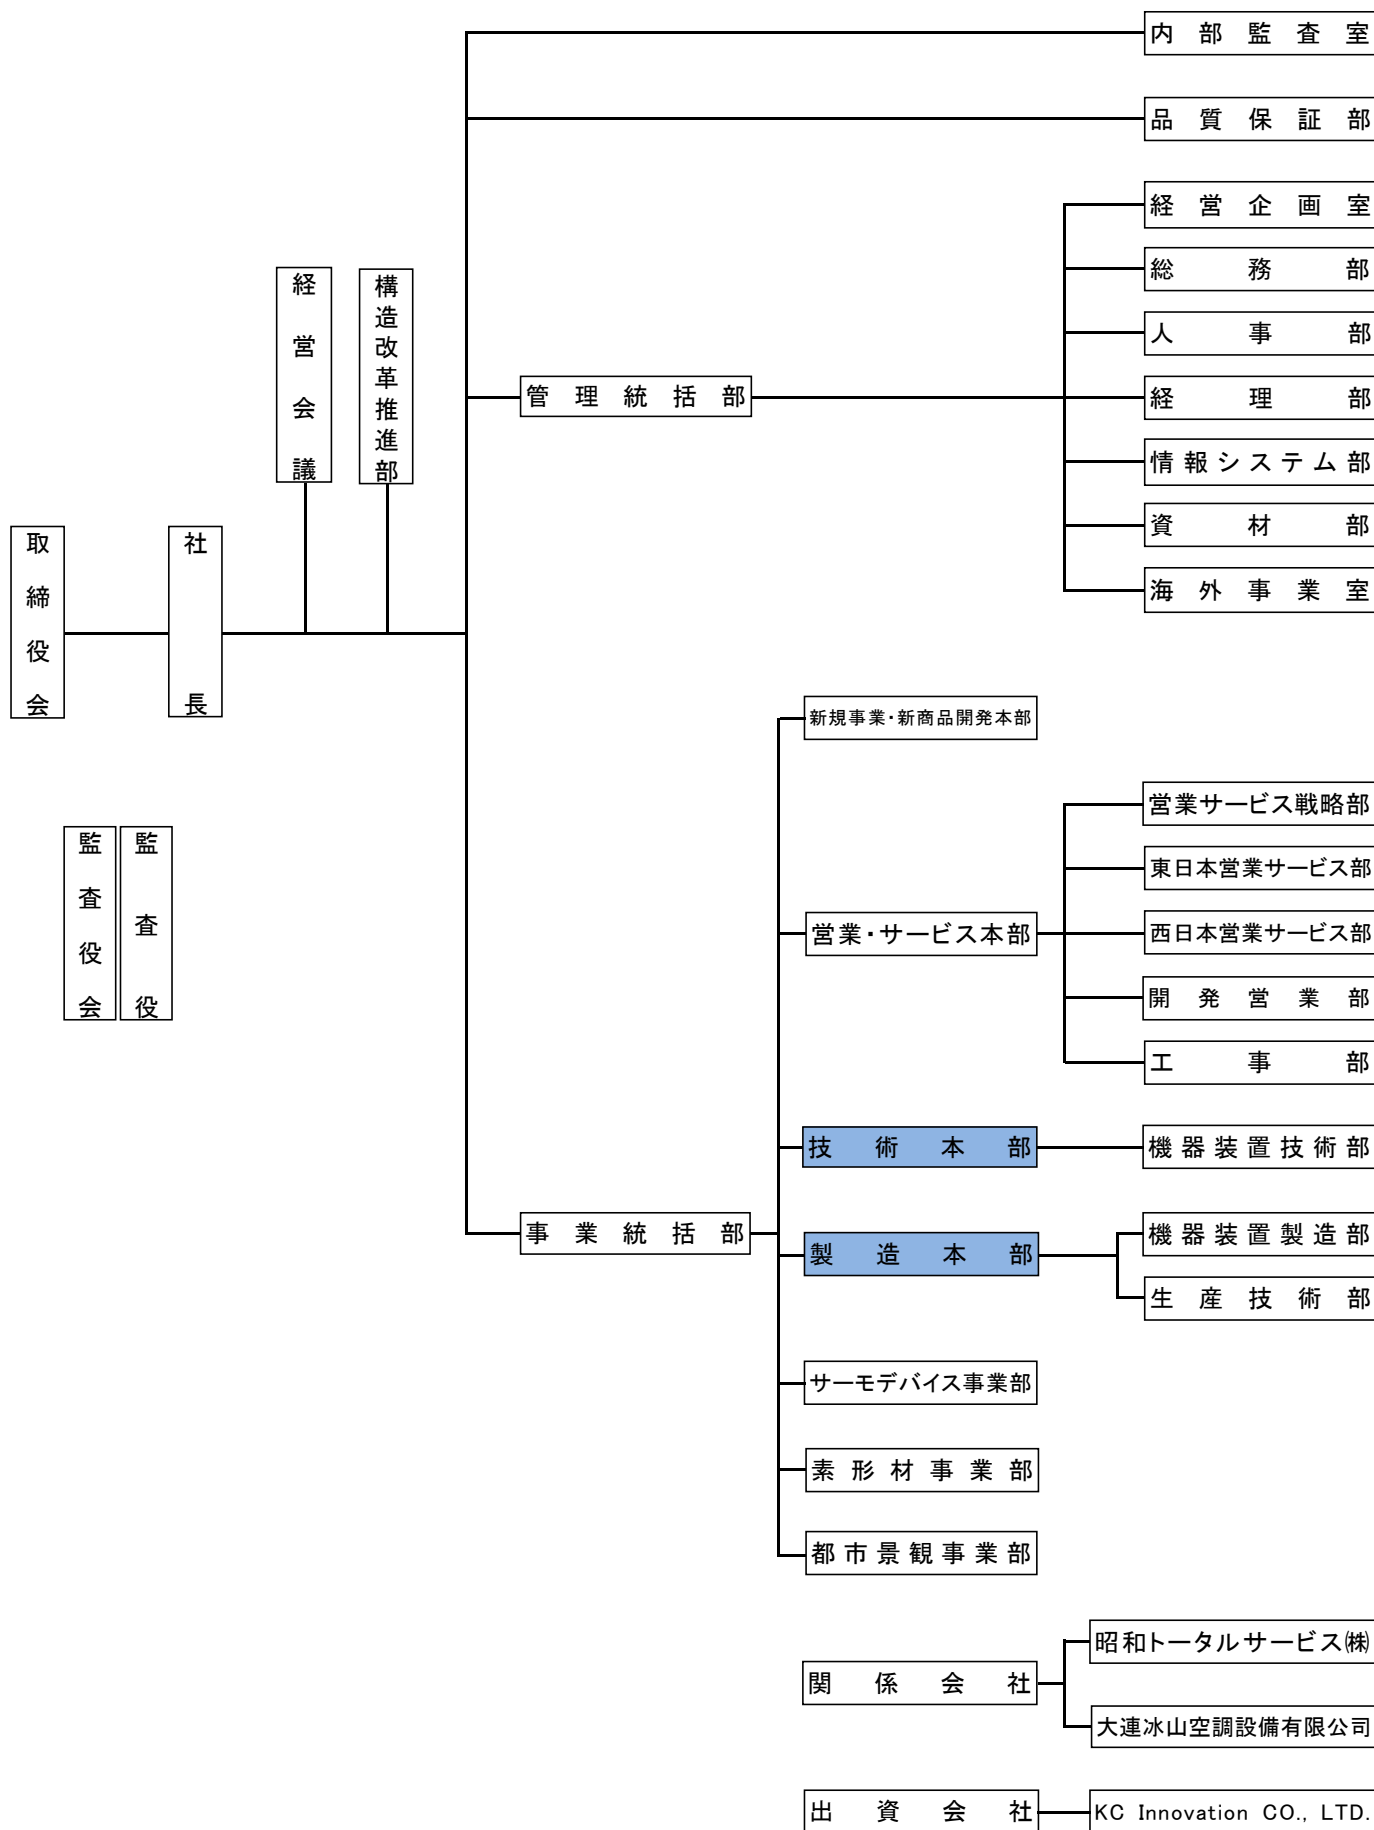 内部監査室
品質保証部
経営企画室
総務部
人事部
経理部
情報システム部
資材部
海外事業室
経営会議
構造改革推進部
管理統括部
取締役会
社長
監査役会
監査役
新規事業・新商品開発本部
営業・サービス本部
営業サービス戦略部
東日本営業サービス部
西日本営業サービス部
開発営業部
工事部
技術本部
機器装置技術部
事業統括部
製造本部
機器装置製造部
生産技術部
サーモデバイス事業部
素形材事業部
都市景観事業部
関係会社
昭和トータルサービス㈱
大連冰山空調設備有限公司
出資会社
KC Innovation CO., LTD.